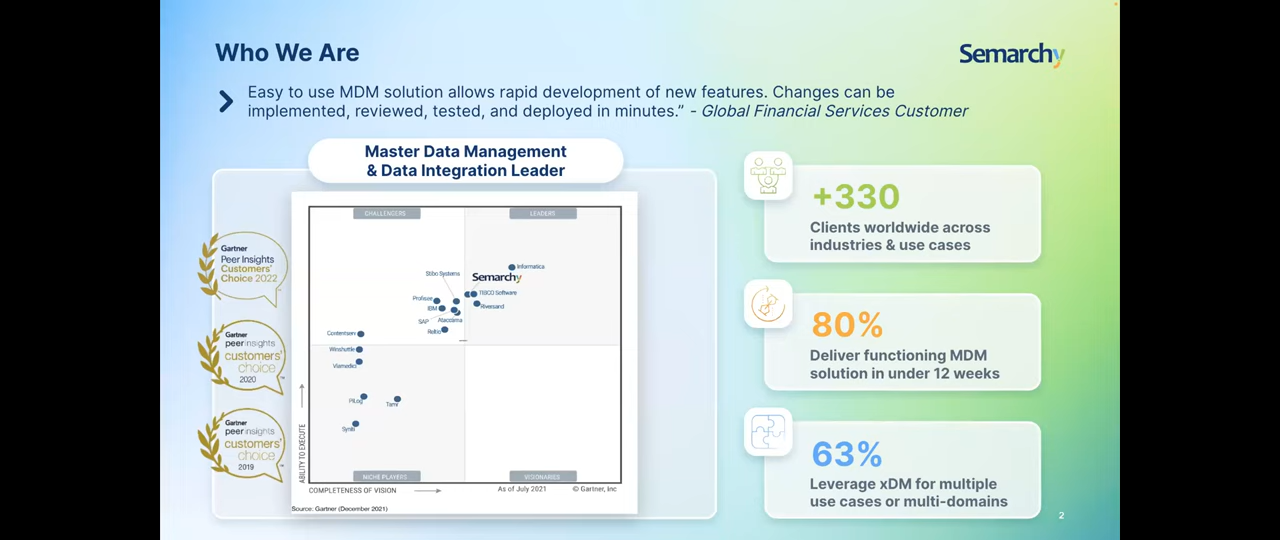 Who We Are
Semarchy
Easy to use MDM solution allows rapid development of new features. Changes can be
implemented, reviewed, tested, and deployed in minutes.” - Global Financial Services Customer
Master Data Management
& Data Integration Leader
Gartner
Peer Insights
Customers'
Choice 2022
Gartner
peerinsights
customers'
choice
2020
Gartner
peerinsights
customers'
choice
2019
CHALLENGERS
LEADERS
Informatica
Stibo Systems
Semarchy
TIBCO Software
Profisee
IBM
Riversand
SAP
Ataccama
Reltio
Contentserv
Winshuttle
Viamedici
PiLog
Tamr
Syniti
ABILITY TO EXECUTE
NICHE PLAYERS
VISIONARIES
COMPLETENESS OF VISION
As of July 2021
© Gartner, Inc
Source: Gartner (December 2021)
+330
Clients worldwide across
industries & use cases
80%
Deliver functioning MDM
solution in under 12 weeks
63%
Leverage xDM for multiple
use cases or multi-domains
2